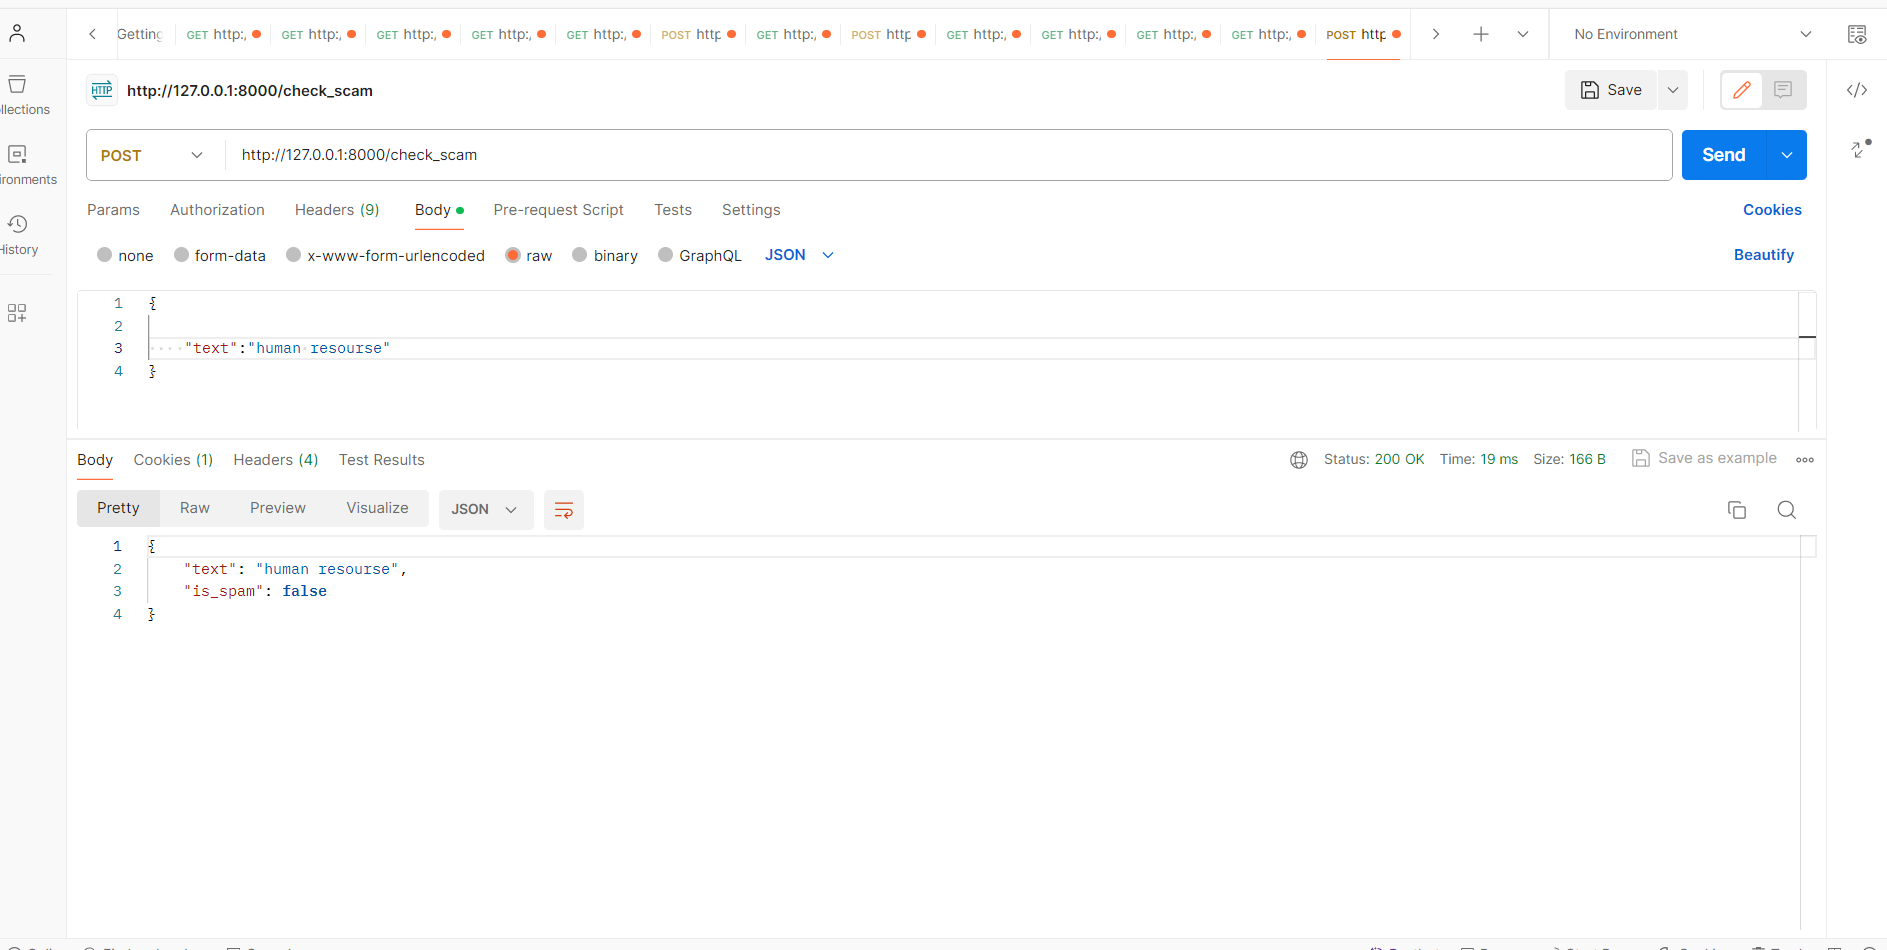 Getting GET http:/ GET http:/ GET http:/ GET http:/ GET http:/ POST http GET http:/ POST http GET http:/ GET http:/ GET http:/ GET http:/ POST http No Environment
HTTP http://127.0.0.1:8000/check_scam Save
llections
POST http://127.0.0.1:8000/check_scam Send
ironments
Params Authorization Headers (9) Body Pre-request Script Tests Settings Cookies
History
none form-data x-www-form-urlencoded raw binary GraphQL JSON Beautify
1 {
2
3 "text":"human resourse"
4 }
Body Cookies (1) Headers (4) Test Results Status: 200 OK Time: 19 ms Size: 166 B Save as example
Pretty Raw Preview Visualize JSON
1 {
2 "text": "human resourse",
3 "is_spam": false
4 }